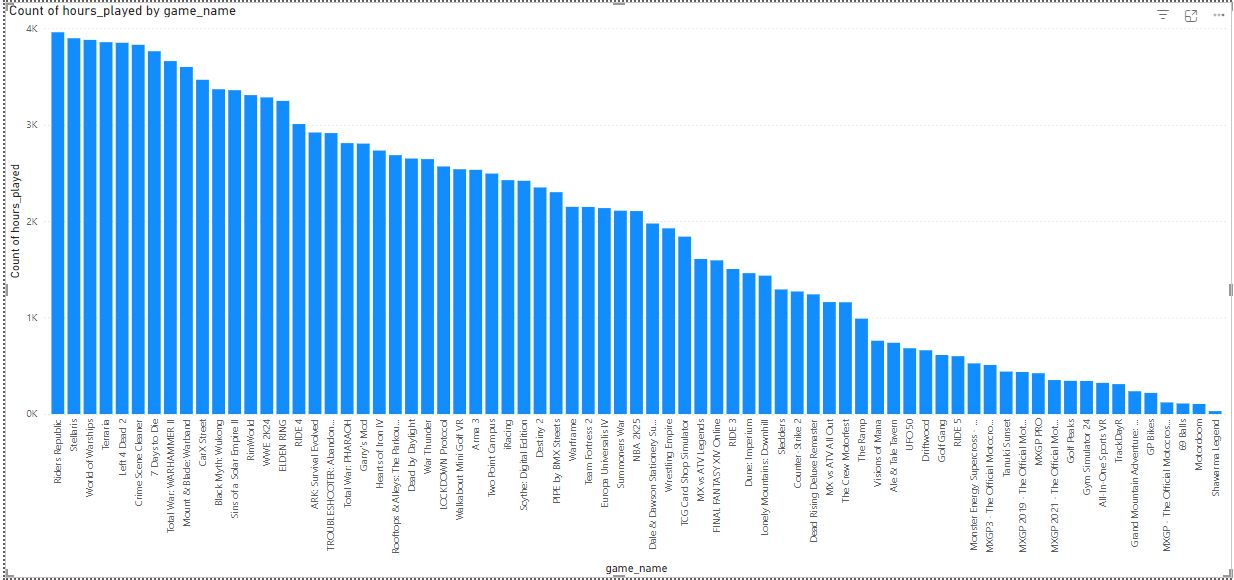 Count of hours_played by game_name
Count of hours_played
4K
3K
2K
1K
0K
Riders Republic
Stellaris
World of Warships
Terraria
Left 4 Dead 2
Crime Scene Cleaner
7 Days to Die
Total War: WARHAMMER II
Mount & Blade: Warband
CarX Street
Black Myth: Wukong
Sins of a Solar Empire II
RimWorld
WWE 2K24
ELDEN RING
RIDE 4
ARK: Survival Evolved
TROUBLESHOOTER: Abandon...
Total War: PHARAOH
Garry's Mod
Hearts of Iron IV
Rooftops & Alleys: The Parkou...
Dead by Daylight
War Thunder
LOCKDOWN Protocol
Walkabout Mini Golf VR
Arma 3
Two Point Campus
iRacing
Scythe: Digital Edition
Destiny 2
PIPE by BMX Streets
Warframe
Team Fortress 2
Europa Universalis IV
Summoners War
NBA 2K25
Dale & Dawson Stationery Su...
Wrestling Empire
TCG Card Shop Simulator
MX vs ATV Legends
FINAL FANTASY XIV Online
RIDE 3
Dune: Imperium
Lonely Mountains: Downhill
Sledders
Counter-Strike 2
Dead Rising Deluxe Remaster
MX vs ATV All Out
The Crew Motorfest
The Ramp
Visions of Mana
Ale & Tale Tavern
UFO 50
Driftwood
Golf Gang
RIDE 5
Monster Energy Supercross - ...
MXGP3 - The Official Motocro...
Tanuki Sunset
MXGP 2019 - The Official Mot...
MXGP PRO
MXGP 2021 - The Official Mot...
Golf Peaks
Gym Simulator 24
All-In-One Sports VR
TrackDayR
Grand Mountain Adventure: ...
GP Bikes
MXGP - The Official Motocros...
69 Balls
Motordoom
Shawarma Legend
game_name